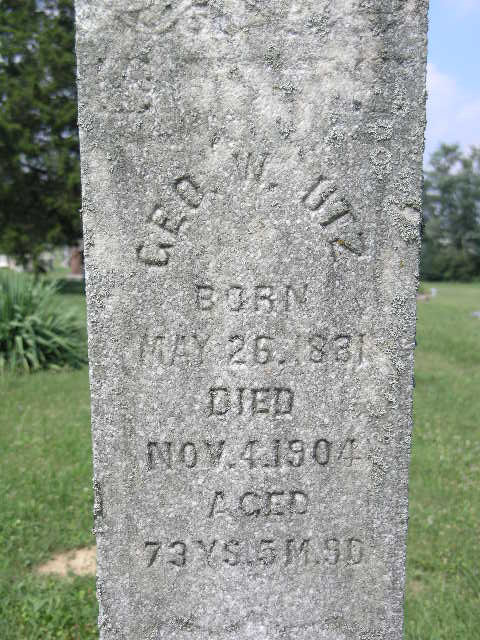 GEO. W. UTZ
BORN
MAY 26. 1831
DIED
NOV. 4. 1904
AGED
73 YS. 5 M. 9 D